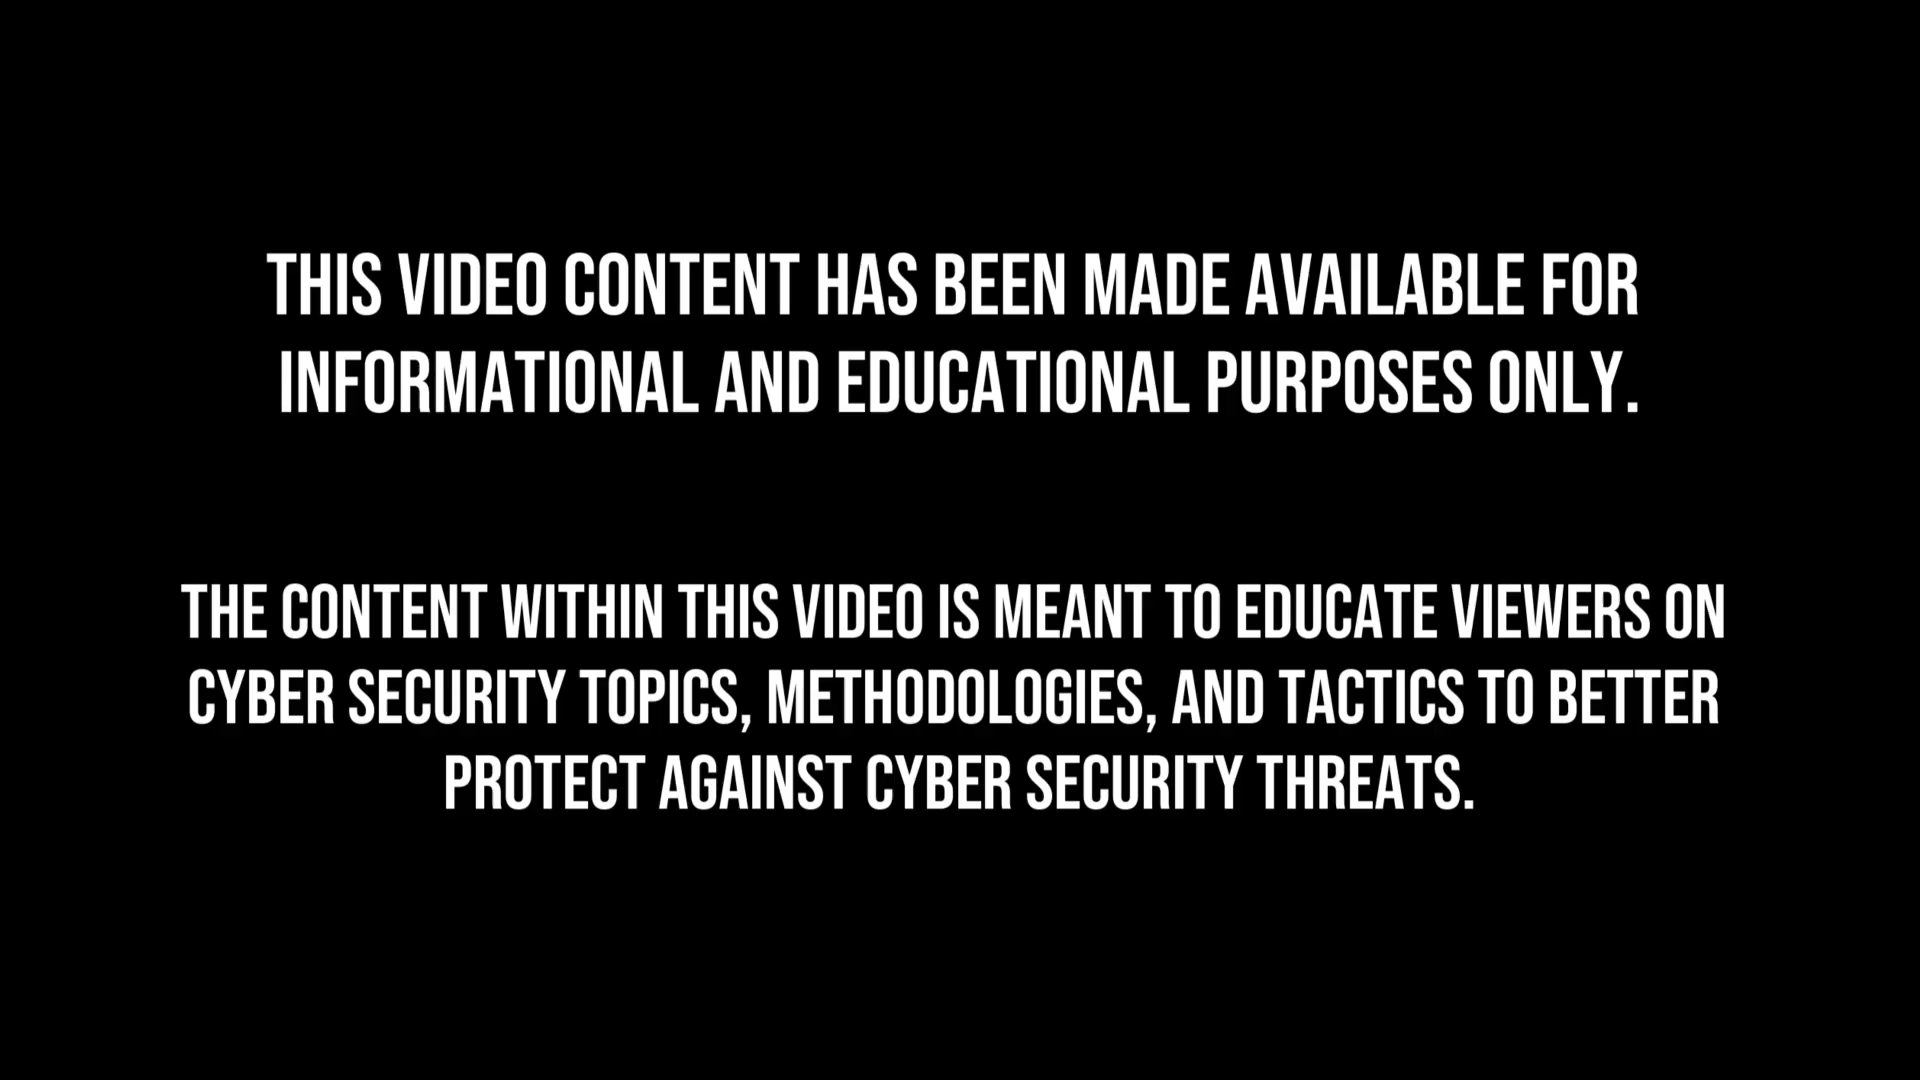 THIS VIDEO CONTENT HAS BEEN MADE AVAILABLE FOR
INFORMATIONAL AND EDUCATIONAL PURPOSES ONLY.
THE CONTENT WITHIN THIS VIDEO IS MEANT TO EDUCATE VIEWERS ON
CYBER SECURITY TOPICS, METHODOLOGIES, AND TACTICS TO BETTER
PROTECT AGAINST CYBER SECURITY THREATS.